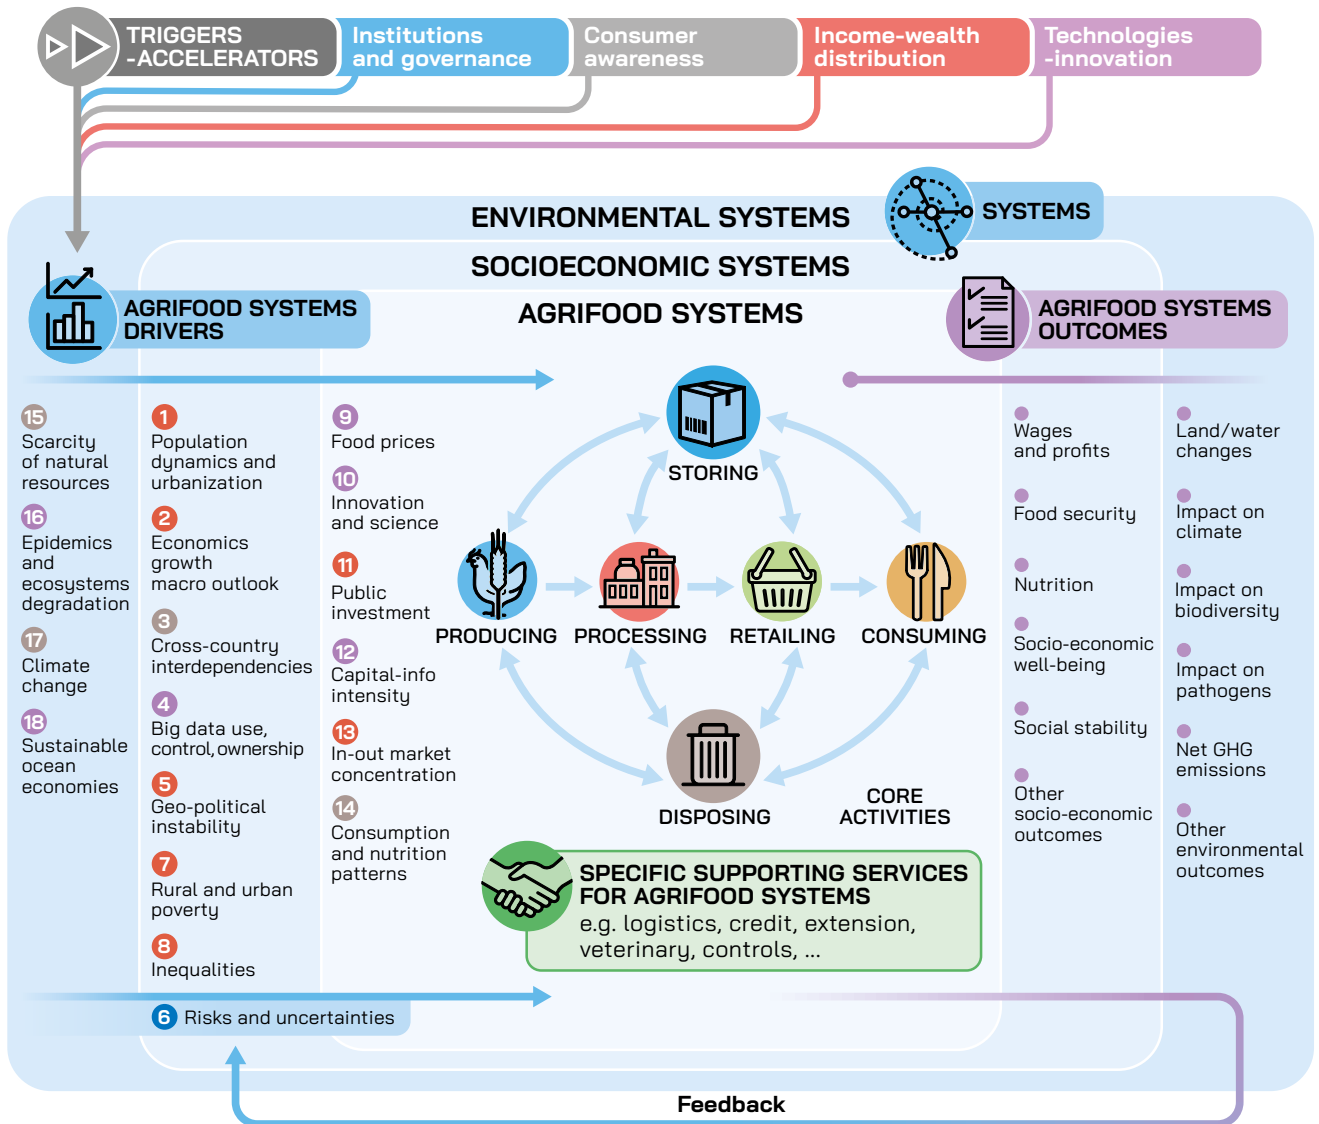 TRIGGERS
-ACCELERATORS
Institutions
and governance
Consumer
awareness
Income-wealth
distribution
Technologies
-innovation
ENVIRONMENTAL SYSTEMS
SYSTEMS
SOCIOECONOMIC SYSTEMS
AGRIFOOD SYSTEMS
AGRIFOOD SYSTEMS
DRIVERS
AGRIFOOD SYSTEMS
OUTCOMES
15
Scarcity
of natural
resources
16
Epidemics
and
ecosystems
degradation
17
Climate
change
18
Sustainable
ocean
economies
1
Population
dynamics and
urbanization
2
Economics
growth
macro outlook
3
Cross-country
interdependencies
4
Big data use,
control, ownership
5
Geo-political
instability
7
Rural and urban
poverty
8
Inequalities
6 Risks and uncertainties
9
Food prices
10
Innovation
and science
11
Public
investment
12
Capital-info
intensity
13
In-out market
concentration
14
Consumption
and nutrition
patterns
STORING
PRODUCING
PROCESSING
RETAILING
CONSUMING
DISPOSING
CORE
ACTIVITIES
SPECIFIC SUPPORTING SERVICES
FOR AGRIFOOD SYSTEMS
e.g. logistics, credit, extension,
veterinary, controls, ...
Wages
and profits
Food security
Nutrition
Socio-economic
well-being
Social stability
Other
socio-economic
outcomes
Land/water
changes
Impact on
climate
Impact on
biodiversity
Impact on
pathogens
Net GHG
emissions
Other
environmental
outcomes
Feedback